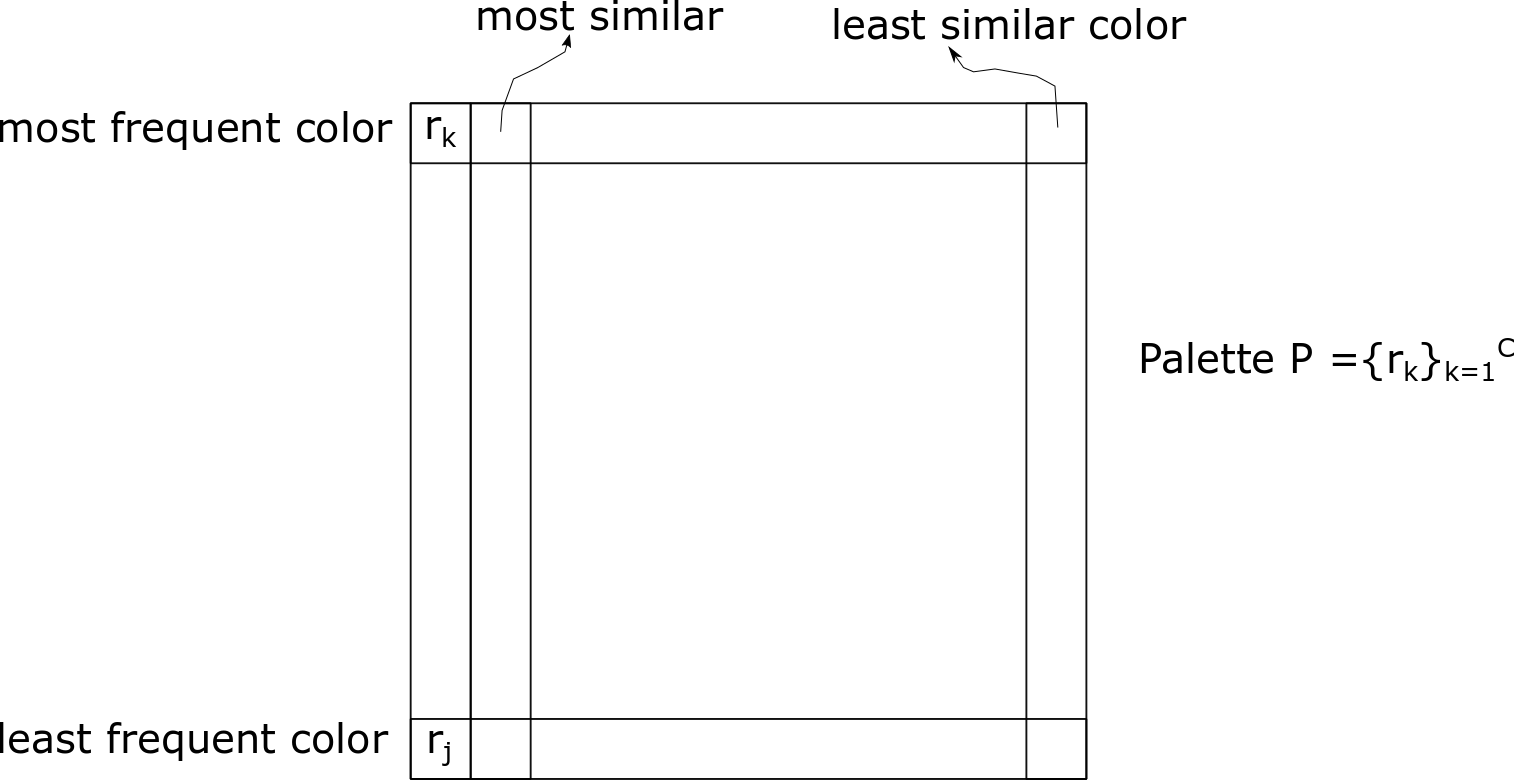 most similar
least similar color
most frequent color
r_k
Palette P ={r_k}_{k=1}^C
least frequent color
r_j